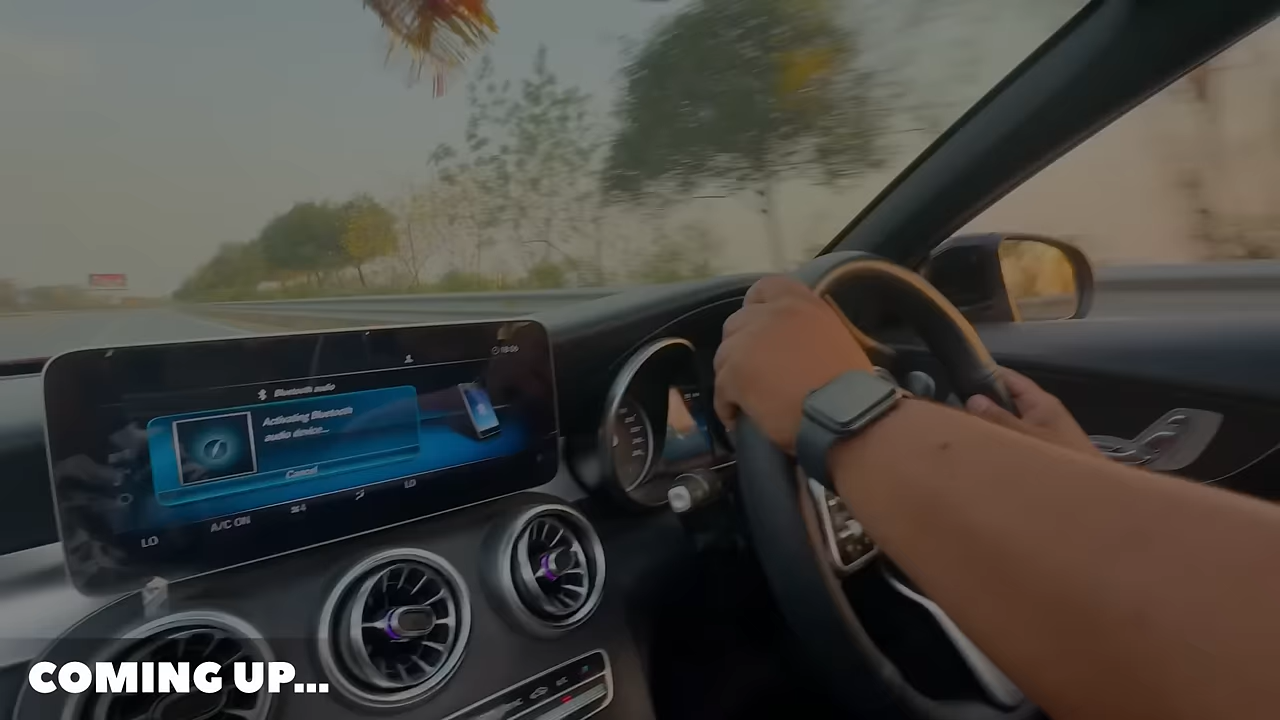 Bluetooth audio
Activating Bluetooth
audio device...
Cancel
LO
A/C ON
LO
COMING UP...